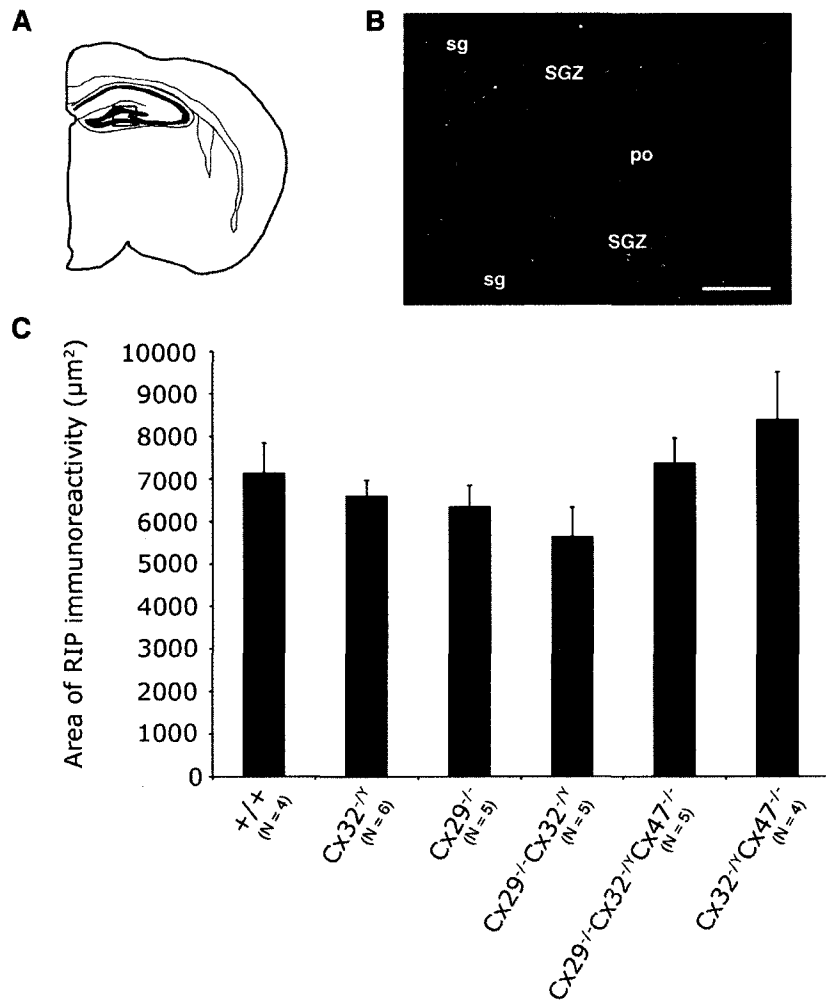 A
B
sg
SGZ
po
SGZ
sg
C
Area of RIP immunoreactivity (µm²)
10000
9000
8000
7000
6000
5000
4000
3000
2000
1000
0
+/+
(N = 4)
Cx32⁻/ʸ
(N = 6)
Cx29⁻/⁻
(N = 5)
Cx29⁻/⁻Cx32⁻/ʸ
(N = 5)
Cx29⁻/⁻Cx32⁻/ʸCx47⁻/⁻
(N = 5)
Cx32⁻/ʸCx47⁻/⁻
(N = 4)